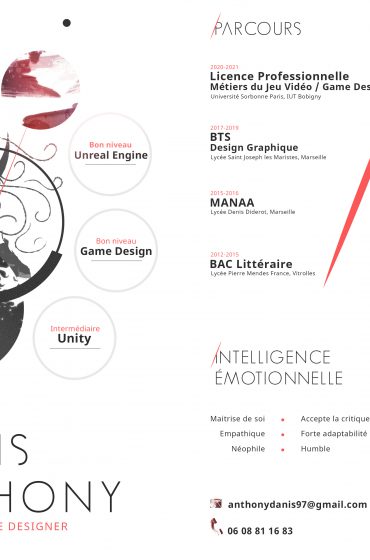 Bon niveau
Unreal Engine
Bon niveau
Game Design
Intermédiaire
Unity
IS
HONY
E DESIGNER
PARCOURS
2020-2021
Licence Professionnelle
Métiers du Jeu Vidéo / Game Des
Université Sorbonne Paris, IUT Bobigny
2017-2019
BTS
Design Graphique
Lycée Saint Joseph les Maristes, Marseille
2015-2016
MANAA
Lycée Denis Diderot, Marseille
2012-2015
BAC Littéraire
Lycée Pierre Mendes France, Vitrolles
INTELLIGENCE
ÉMOTIONNELLE
Maitrise de soi • Accepte la critique
Empathique • Forte adaptabilité
Néophile • Humble
anthonydanis97@gmail.com
06 08 81 16 83